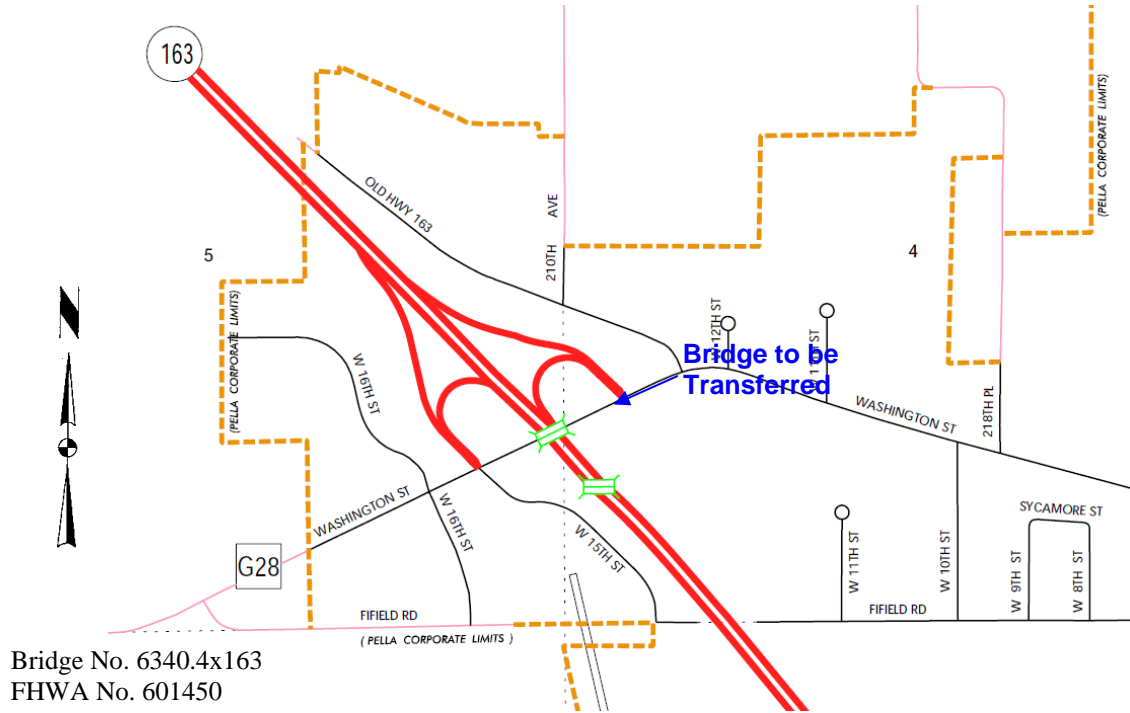 163
OLD HWY 163
210TH AVE
(PELLA CORPORATE LIMITS)
5
4
N
(PELLA CORPORATE LIMITS)
W 16TH ST
W 12TH ST
Bridge to be
Transferred
WASHINGTON ST
218TH PL
WASHINGTON ST
W 16TH ST
W 15TH ST
W 11TH ST
W 10TH ST
SYCAMORE ST
W 9TH ST
W 8TH ST
G28
FIFIELD RD
FIFIELD RD
( PELLA CORPORATE LIMITS )
Bridge No. 6340.4x163
FHWA No. 601450